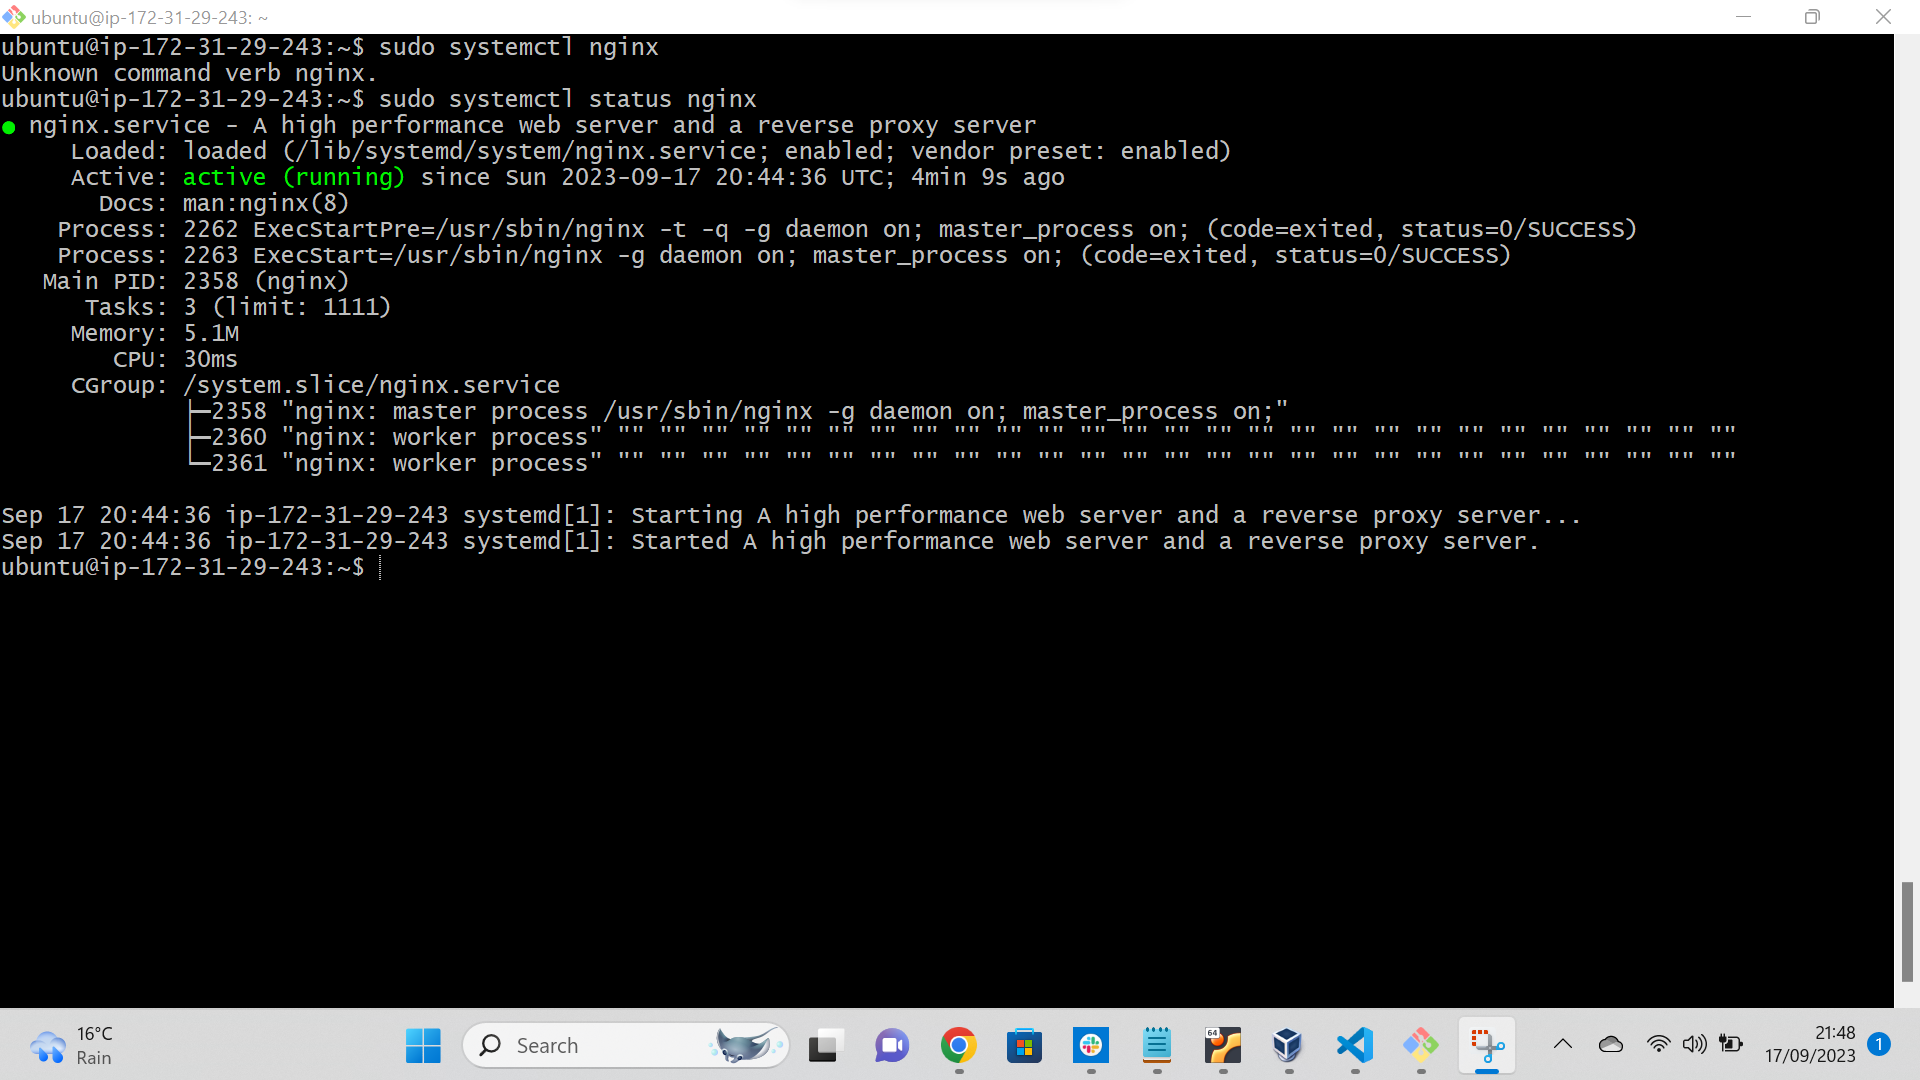 ubuntu@ip-172-31-29-243: ~
ubuntu@ip-172-31-29-243:~$ sudo systemctl nginx
Unknown command verb nginx.
ubuntu@ip-172-31-29-243:~$ sudo systemctl status nginx
● nginx.service - A high performance web server and a reverse proxy server
Loaded: loaded (/lib/systemd/system/nginx.service; enabled; vendor preset: enabled)
Active: active (running) since Sun 2023-09-17 20:44:36 UTC; 4min 9s ago
Docs: man:nginx(8)
Process: 2262 ExecStartPre=/usr/sbin/nginx -t -q -g daemon on; master_process on; (code=exited, status=0/SUCCESS)
Process: 2263 ExecStart=/usr/sbin/nginx -g daemon on; master_process on; (code=exited, status=0/SUCCESS)
Main PID: 2358 (nginx)
Tasks: 3 (limit: 1111)
Memory: 5.1M
CPU: 30ms
CGroup: /system.slice/nginx.service
├─2358 "nginx: master process /usr/sbin/nginx -g daemon on; master_process on;"
├─2360 "nginx: worker process" "" "" "" "" "" "" "" "" "" "" "" "" "" "" "" "" "" "" "" "" "" "" "" "" "" "" ""
└─2361 "nginx: worker process" "" "" "" "" "" "" "" "" "" "" "" "" "" "" "" "" "" "" "" "" "" "" "" "" "" "" ""
Sep 17 20:44:36 ip-172-31-29-243 systemd[1]: Starting A high performance web server and a reverse proxy server...
Sep 17 20:44:36 ip-172-31-29-243 systemd[1]: Started A high performance web server and a reverse proxy server.
ubuntu@ip-172-31-29-243:~$
16°C
Rain
Search
64
21:48
17/09/2023
1